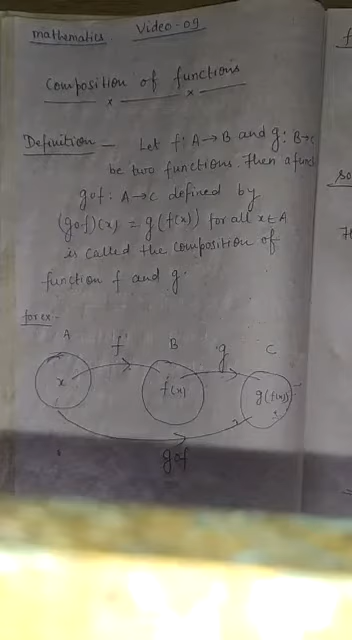 mathematics. Video-09
Composition of functions
Definition — Let f: A→B and g: B→C
be two functions. Then a func
gof: A→C defined by
(gof)(x) = g(f(x)) for all x∈A
is called the composition of
function f and g.
for ex:-
A f B g C
x f(x) g(f(x))
gof
f
so